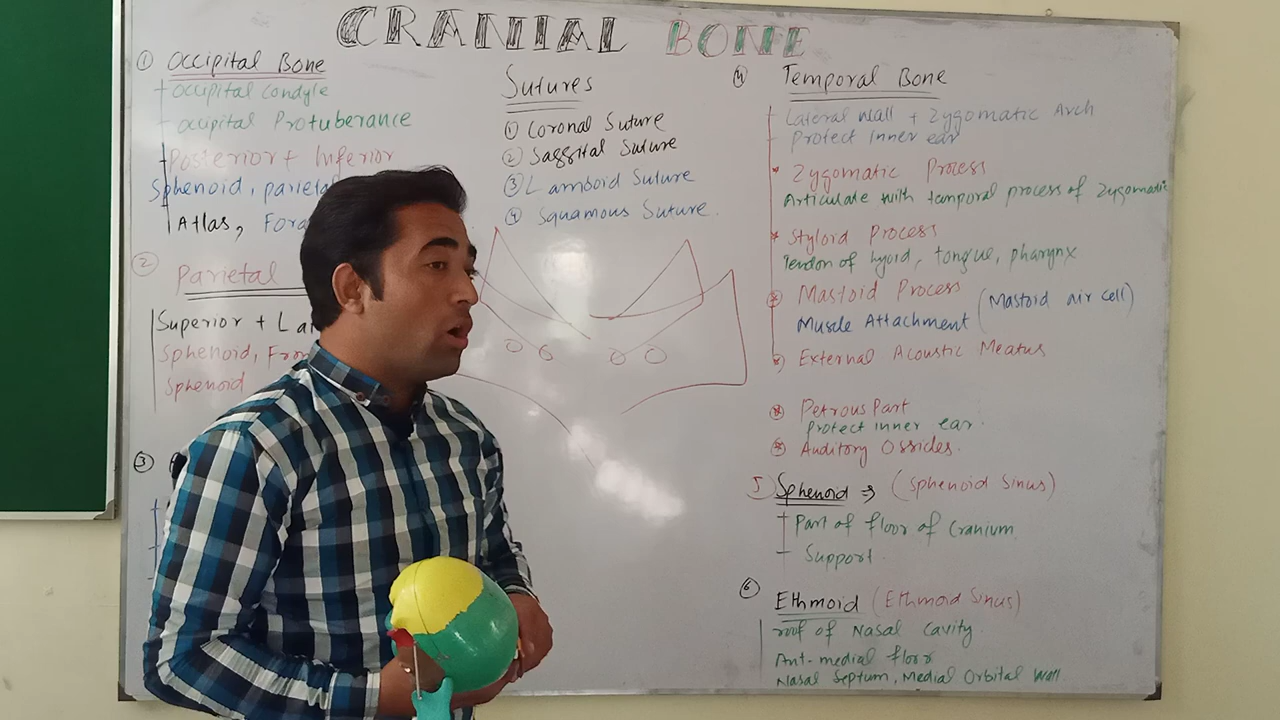 CRANIAL BONE
① Occipital Bone
Occipital Condyle
Occipital Protuberance
Posterior + Inferior
Sphenoid, parietal
Atlas,
② Parietal
Superior +
Sphenoid,
Sphenoid
③
Sutures
① Coronal Suture
② Saggital Suture
③ Lamboid Suture
④ Squamous Suture.
4 Temporal Bone
Lateral wall + Zygomatic Arch
Protect inner ear
* Zygomatic Process
Articulate with temporal process of Zygomatic
* Styloid Process
Tendon of hyoid, tongue, pharynx
* Mastoid Process (Mastoid air cell)
Muscle Attachment
* External Acoustic Meatus
* Petrous Part
Protect inner ear.
* Auditory Ossicles.
5 Sphenoid ⇒ (Sphenoid Sinus)
Part of floor of Cranium
Support.
⑥ Ethmoid (Ethmoid Sinus)
roof of Nasal Cavity.
Ant-medial floor
Nasal Septum, Medial Orbital wall